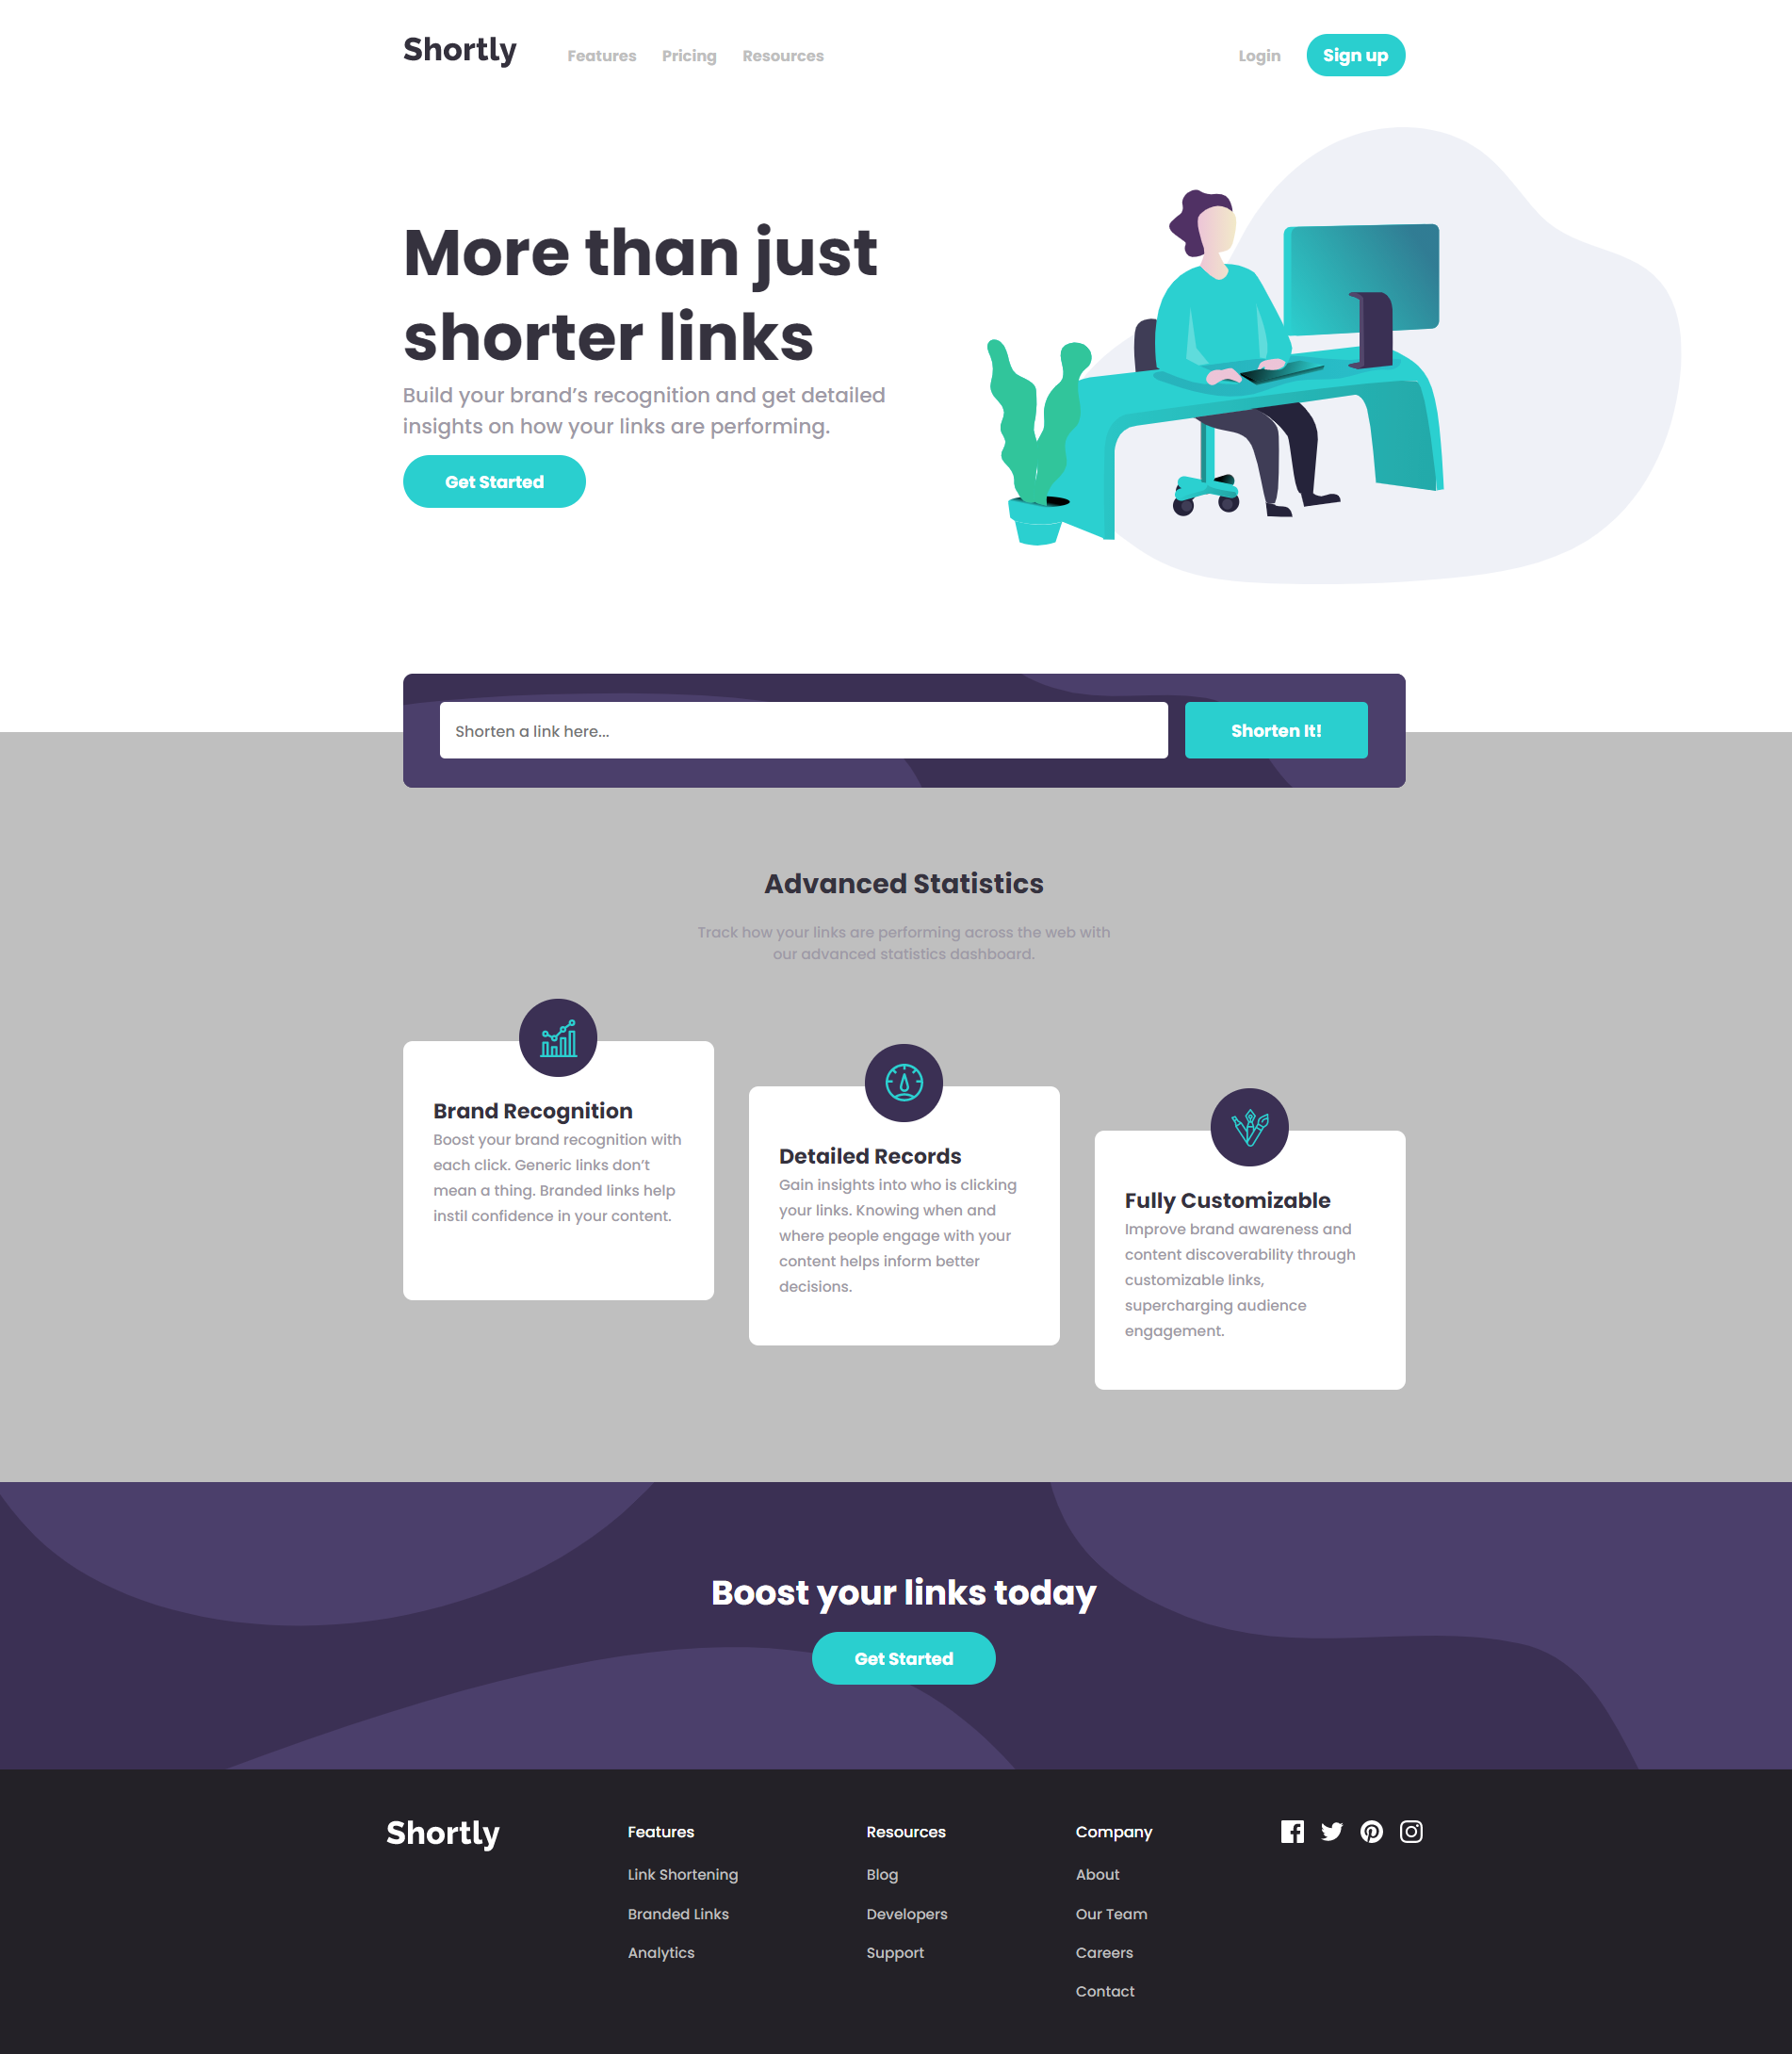 Shortly
Features
Pricing
Resources
Login
Sign up
More than just
shorter links
Build your brand’s recognition and get detailed
insights on how your links are performing.
Get Started
Shorten a link here...
Shorten It!
Advanced Statistics
Track how your links are performing across the web with
our advanced statistics dashboard.
Brand Recognition
Boost your brand recognition with
each click. Generic links don’t
mean a thing. Branded links help
instil confidence in your content.
Detailed Records
Gain insights into who is clicking
your links. Knowing when and
where people engage with your
content helps inform better
decisions.
Fully Customizable
Improve brand awareness and
content discoverability through
customizable links,
supercharging audience
engagement.
Boost your links today
Get Started
Shortly
Features
Link Shortening
Branded Links
Analytics
Resources
Blog
Developers
Support
Company
About
Our Team
Careers
Contact